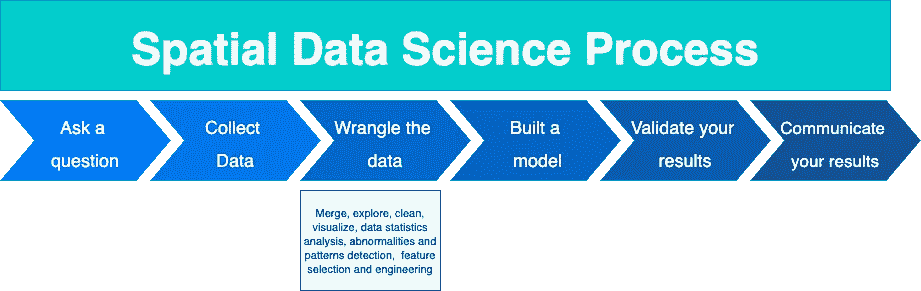 Spatial Data Science Process
Ask a
question
Collect
Data
Wrangle the
data
Built a
model
Validate your
results
Communicate
your results
Merge, explore, clean,
visualize, data statistics
analysis, abnormalities and
patterns detection, feature
selection and engineering